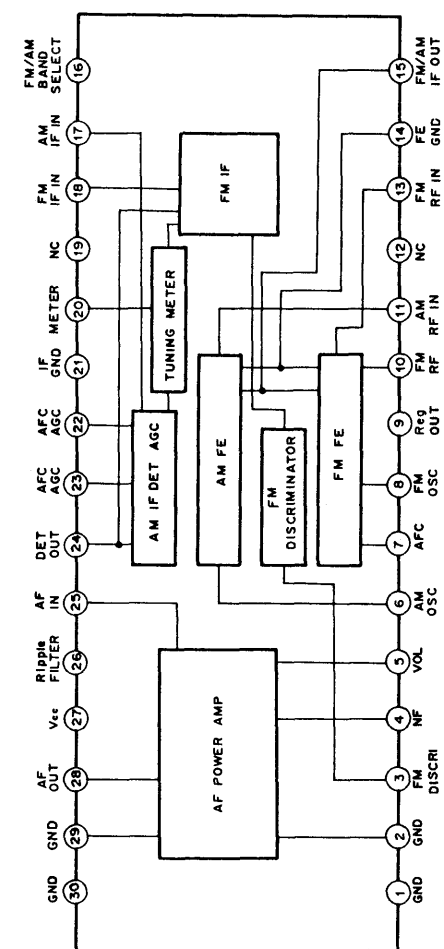 FM/AM
BAND
SELECT
16
AM
IF IN
17
FM
IF IN
18
NC
19
METER
20
IF
GND
21
AFC
AGC
22
AFC
AGC
23
DET
OUT
24
AF
IN
25
Ripple
FILTER
26
Vcc
27
AF
OUT
28
GND
29
GND
30
FM IF
TUNING METER
AM IF DET AGC
AM FE
FM
DISCRIMINATOR
FM FE
AF POWER AMP
15
FM/AM
IF OUT
14
FE
GND
13
FM
RF IN
12
NC
11
AM
RF IN
10
FM
RF
9
Reg
OUT
8
FM
OSC
7
AFC
6
AM
OSC
5
VOL
4
NF
3
FM
DISCRI
2
GND
1
GND